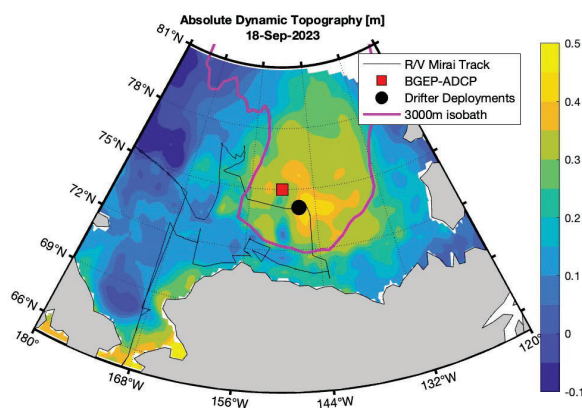 Absolute Dynamic Topography [m]
18-Sep-2023
R/V Mirai Track
BGEP-ADCP
Drifter Deployments
3000m isobath
81°N
78°N
75°N
72°N
69°N
66°N
180°
168°W
156°W
144°W
132°W
120°
0.5
0.4
0.3
0.2
0.1
0
-0.1